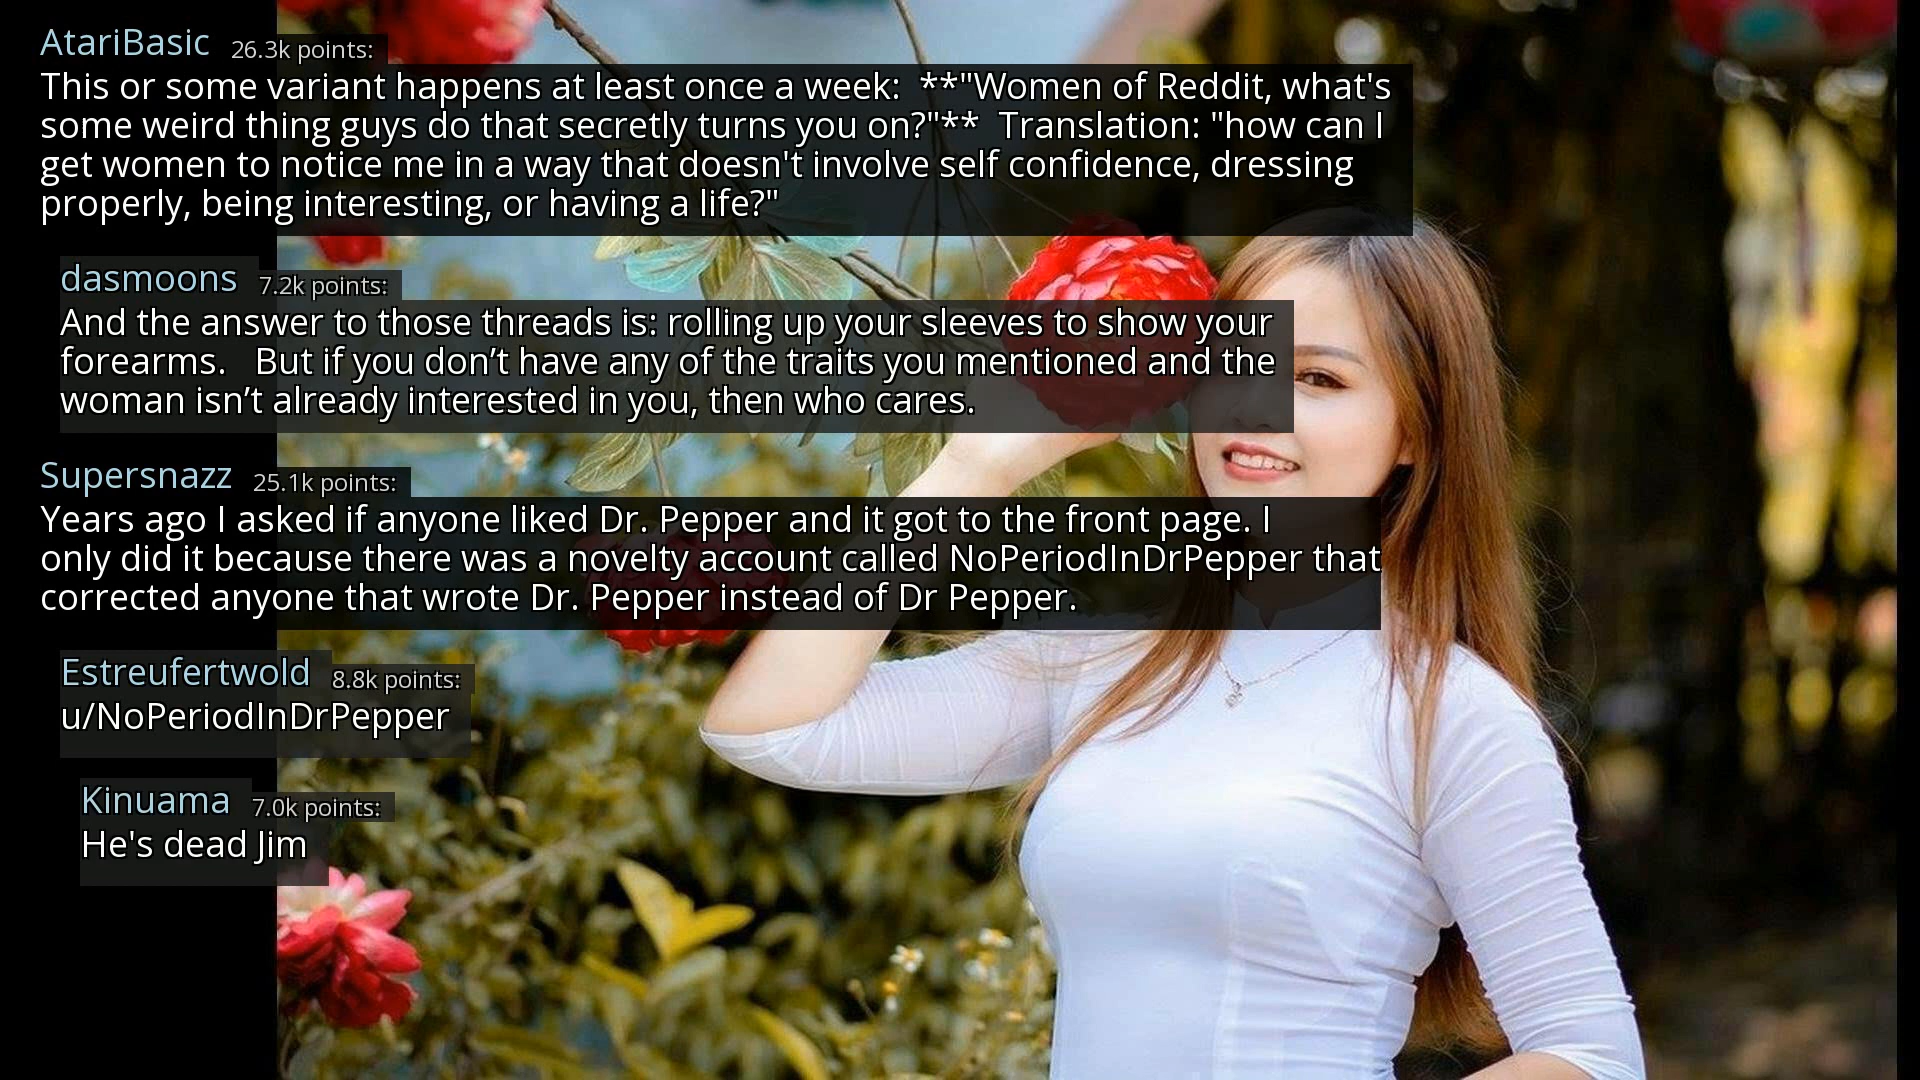 AtariBasic 26.3k points:
This or some variant happens at least once a week:  **"Women of Reddit, what's
some weird thing guys do that secretly turns you on?"**  Translation: "how can I
get women to notice me in a way that doesn't involve self confidence, dressing
properly, being interesting, or having a life?"
dasmoons 7.2k points:
And the answer to those threads is: rolling up your sleeves to show your
forearms.   But if you don’t have any of the traits you mentioned and the
woman isn’t already interested in you, then who cares.
Supersnazz 25.1k points:
Years ago I asked if anyone liked Dr. Pepper and it got to the front page. I
only did it because there was a novelty account called NoPeriodInDrPepper that
corrected anyone that wrote Dr. Pepper instead of Dr Pepper.
Estreufertwold 8.8k points:
u/NoPeriodInDrPepper
Kinuama 7.0k points:
He's dead Jim